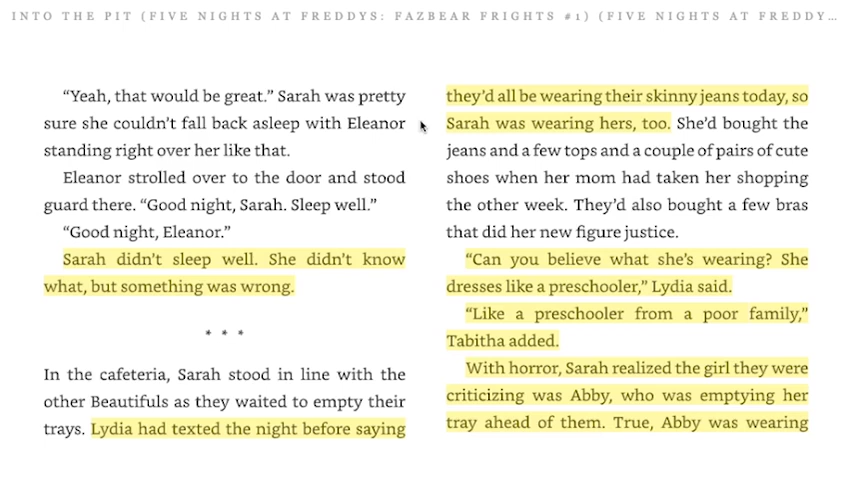 INTO THE PIT (FIVE NIGHTS AT FREDDYS: FAZBEAR FRIGHTS #1) (FIVE NIGHTS AT FREDDY…
“Yeah, that would be great.” Sarah was pretty
sure she couldn’t fall back asleep with Eleanor
standing right over her like that.
Eleanor strolled over to the door and stood
guard there. “Good night, Sarah. Sleep well.”
“Good night, Eleanor.”
Sarah didn’t sleep well. She didn’t know
what, but something was wrong.
* * *
In the cafeteria, Sarah stood in line with the
other Beautifuls as they waited to empty their
trays. Lydia had texted the night before saying
they’d all be wearing their skinny jeans today, so
Sarah was wearing hers, too. She’d bought the
jeans and a few tops and a couple of pairs of cute
shoes when her mom had taken her shopping
the other week. They’d also bought a few bras
that did her new figure justice.
“Can you believe what she’s wearing? She
dresses like a preschooler,” Lydia said.
“Like a preschooler from a poor family,”
Tabitha added.
With horror, Sarah realized the girl they were
criticizing was Abby, who was emptying her
tray ahead of them. True, Abby was wearing